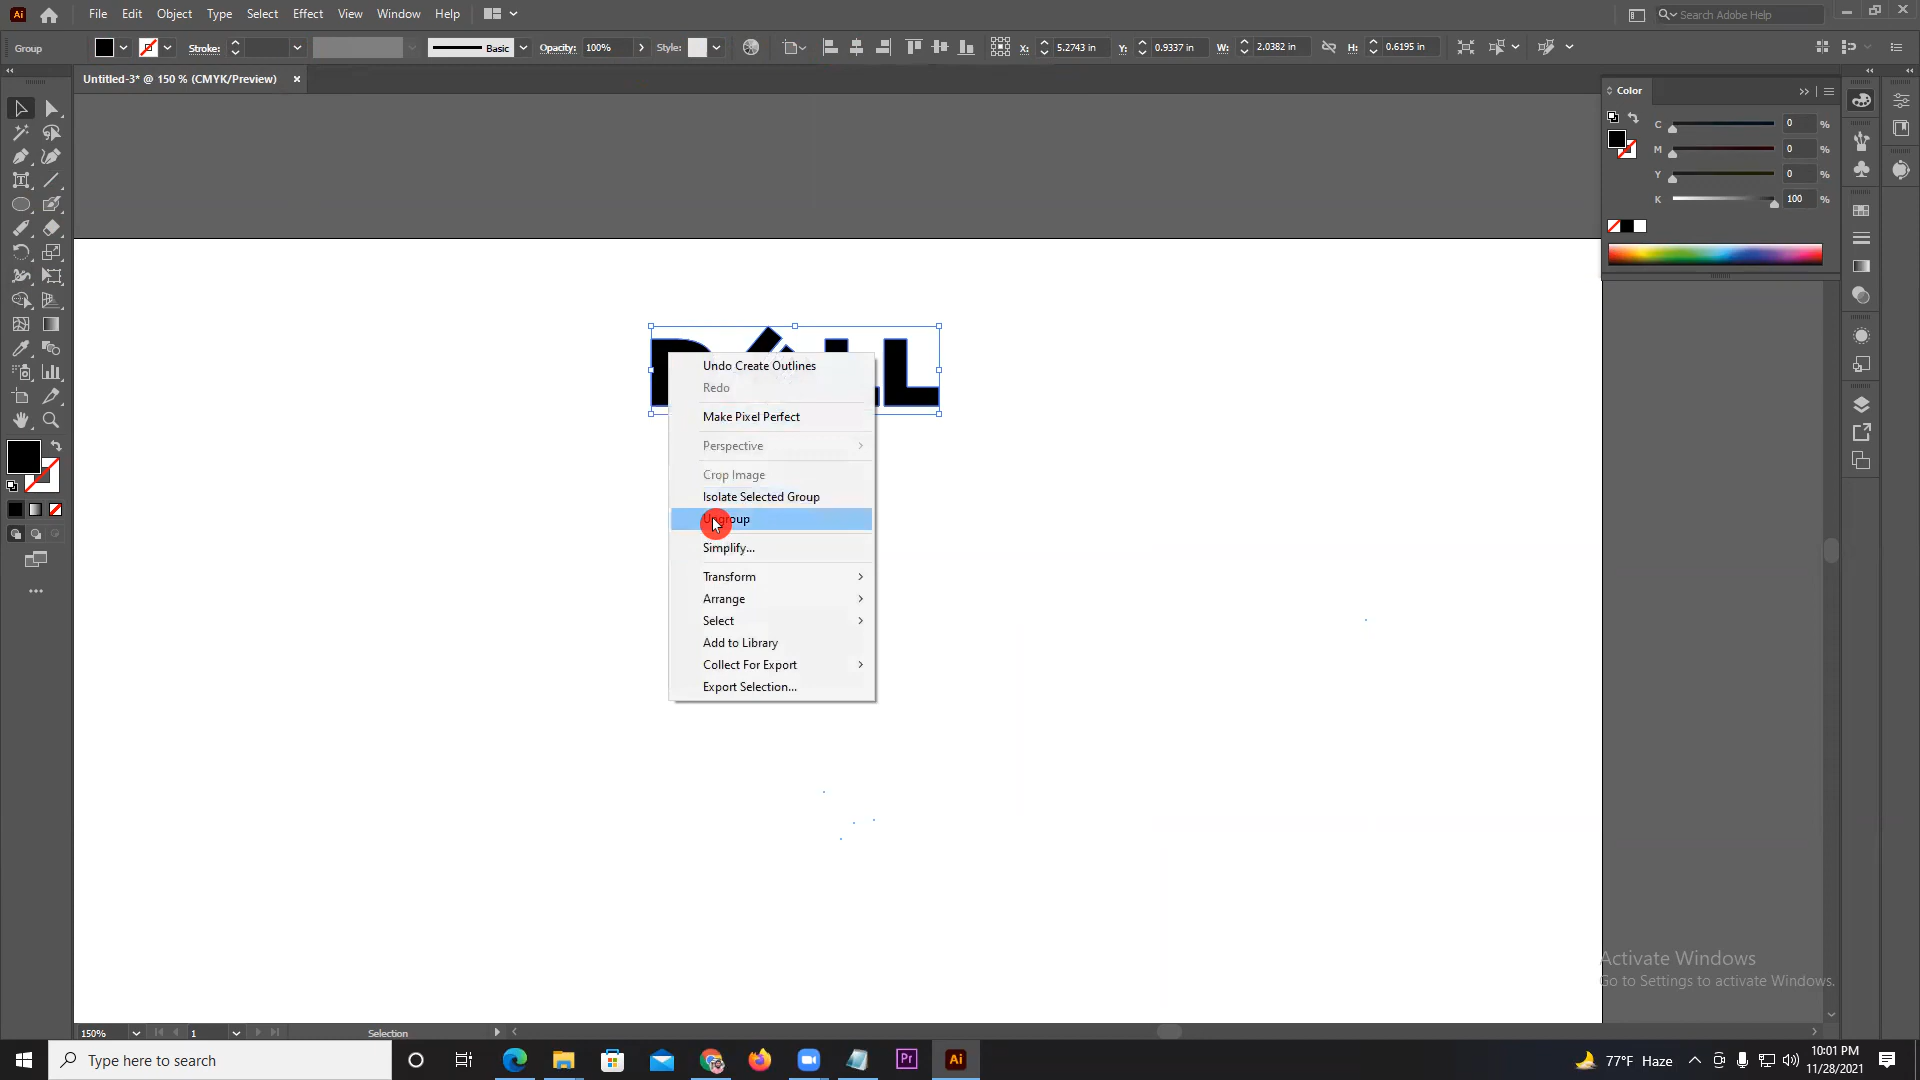 Ai File Edit Object Type Select Effect View Window Help Search Adobe Help
Group Stroke: Basic Opacity: 100% Style: X: 5.2743 in Y: 0.9337 in W: 2.0382 in H: 0.6195 in
Untitled-3* @ 150 % (CMYK/Preview)
Color
C 0 %
M 0 %
Y 0 %
K 100 %
Undo Create Outlines
Redo
Make Pixel Perfect
Perspective
Crop Image
Isolate Selected Group
Ungroup
Simplify...
Transform
Arrange
Select
Add to Library
Collect For Export
Export Selection...
Activate Windows
Go to Settings to activate Windows.
150% 1 Selection
Type here to search Pr Ai 77°F Haze 10:01 PM
11/28/2021